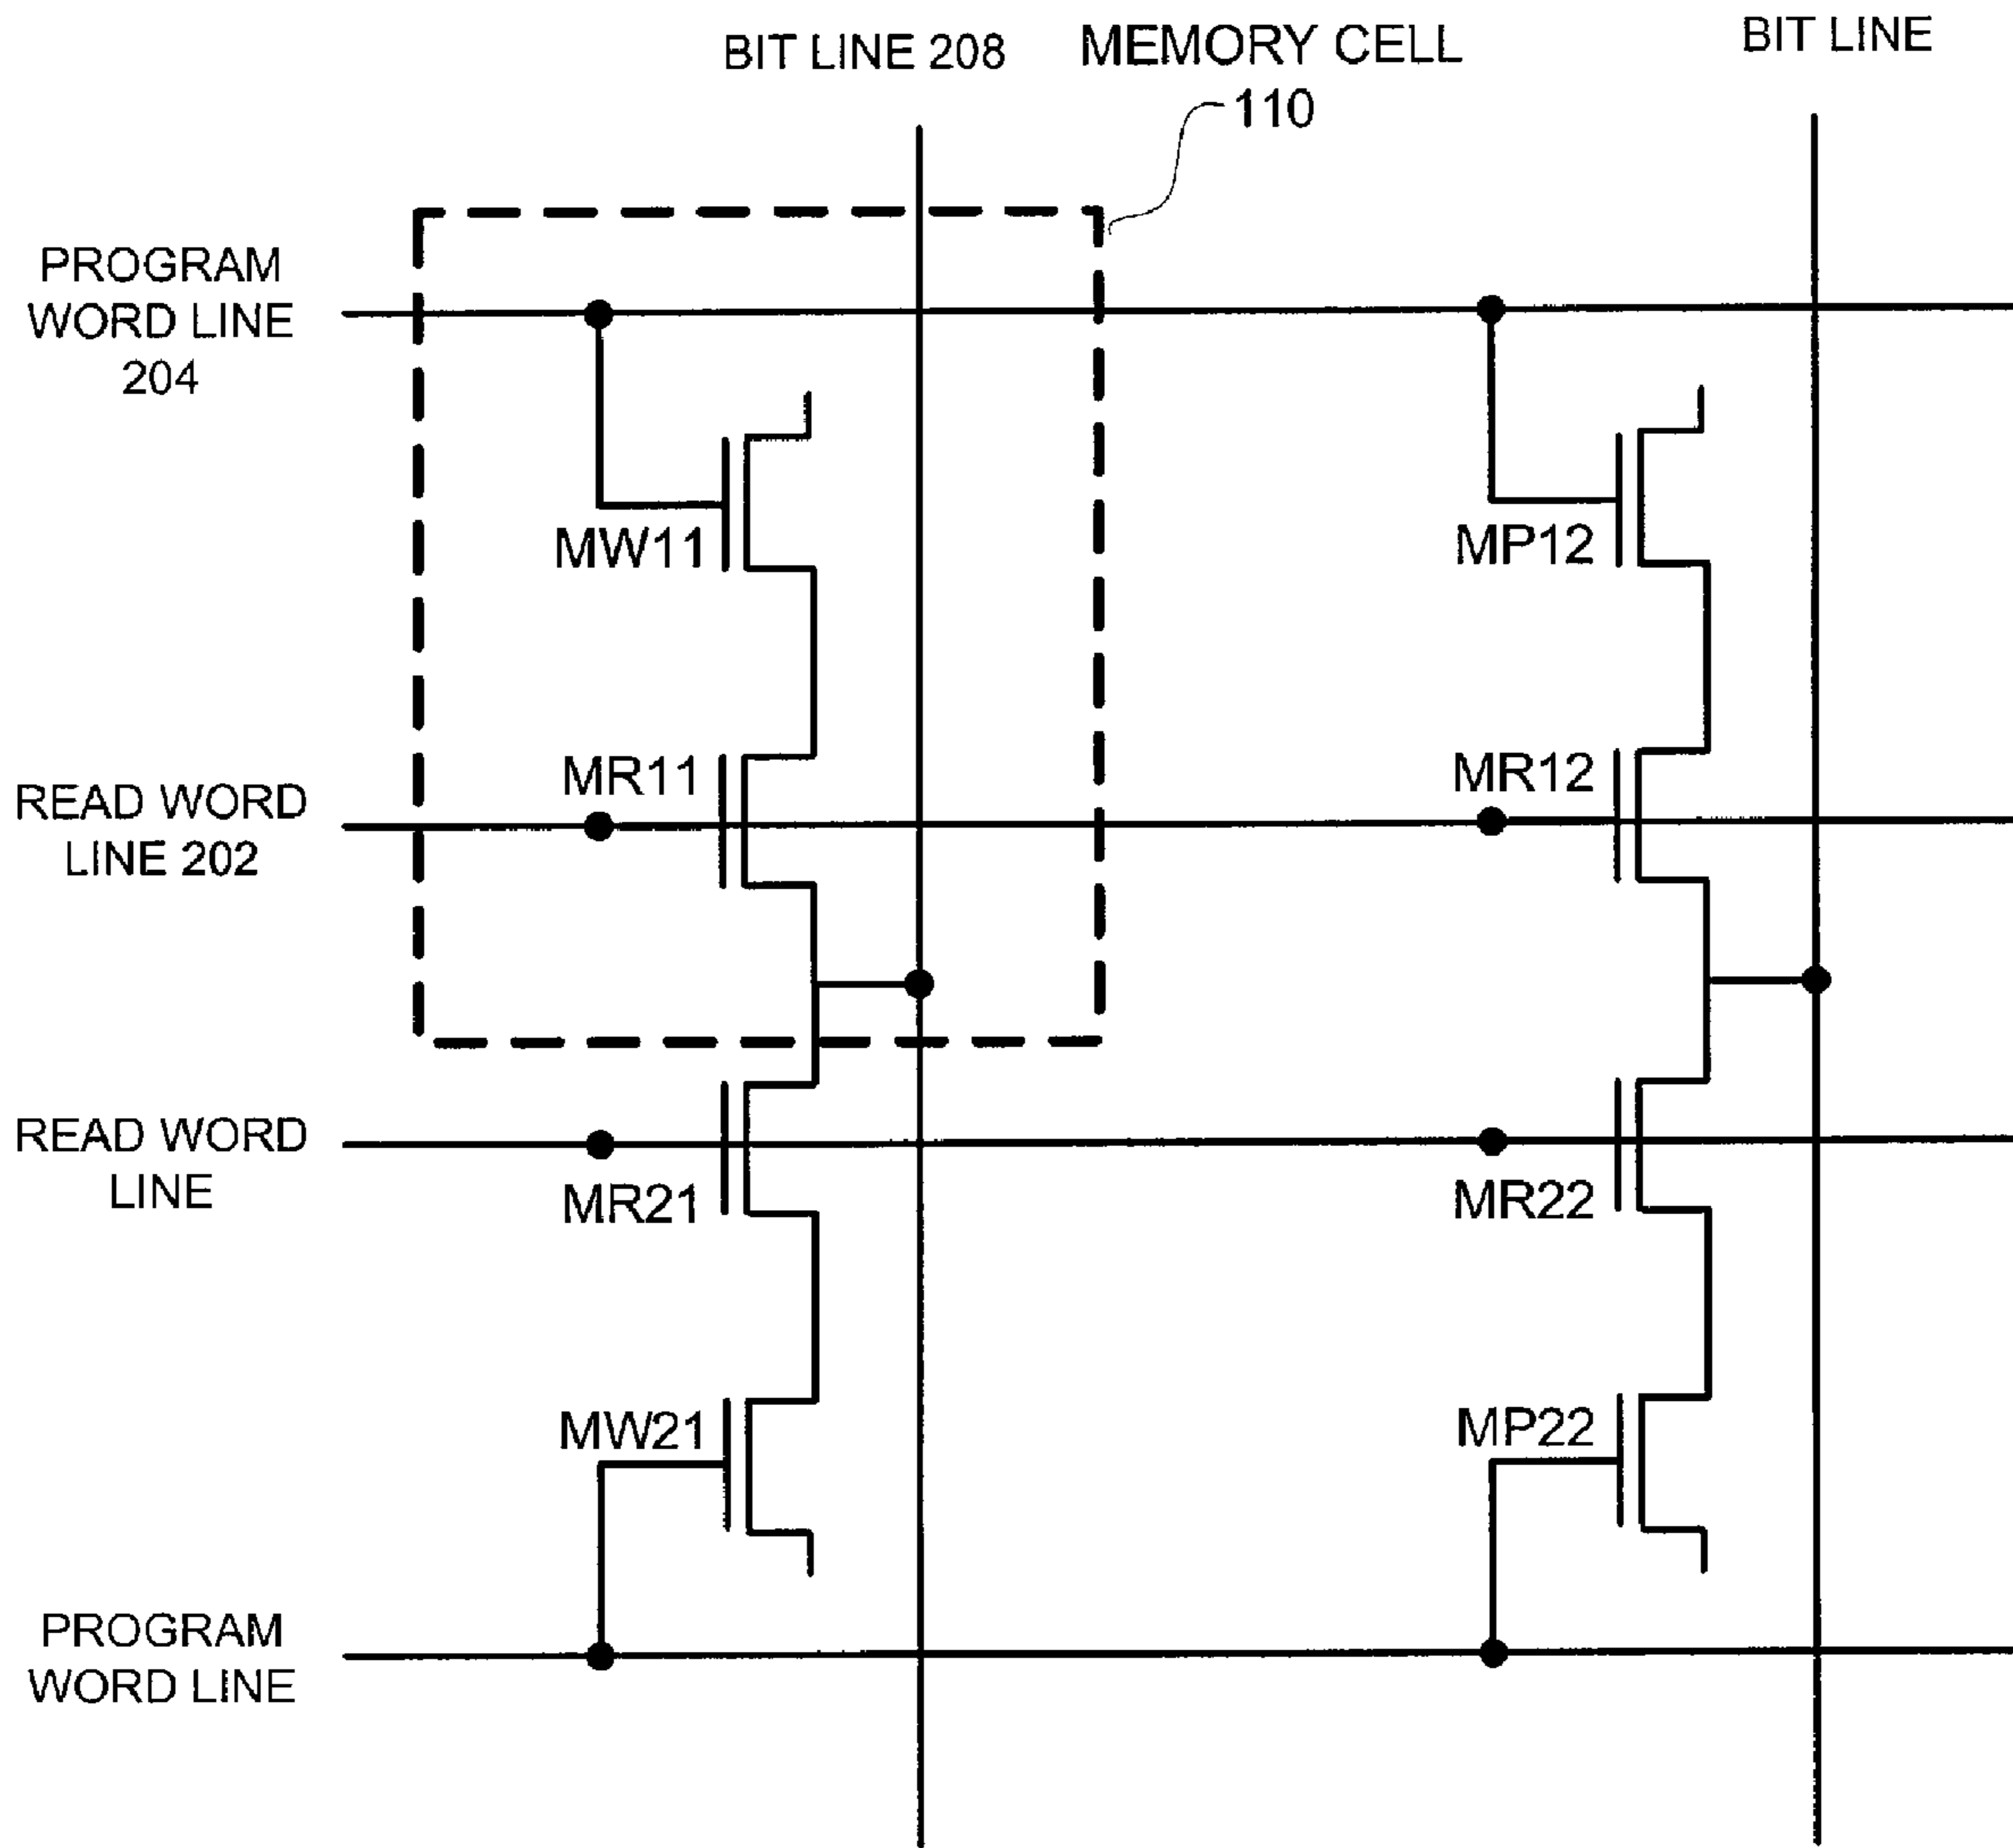 BIT LINE 208
MEMORY CELL
110
BIT LINE
PROGRAM
WORD LINE
204
MW11
MP12
READ WORD
LINE 202
MR11
MR12
READ WORD
LINE
MR21
MR22
MW21
MP22
PROGRAM
WORD LINE